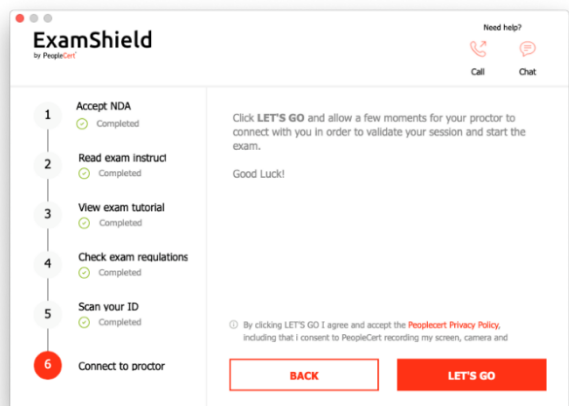 Need help?
ExamShield
by PeopleCert
Call
Chat
1
Accept NDA
Completed
2
Read exam instruct
Completed
3
View exam tutorial
Completed
4
Check exam regulations
Completed
5
Scan your ID
Completed
6
Connect to proctor
Click LET'S GO and allow a few moments for your proctor to
connect with you in order to validate your session and start the
exam.
Good Luck!
By clicking LET'S GO I agree and accept the Peoplecert Privacy Policy,
including that i consent to PeopleCert recording my screen, camera and
BACK
LET'S GO